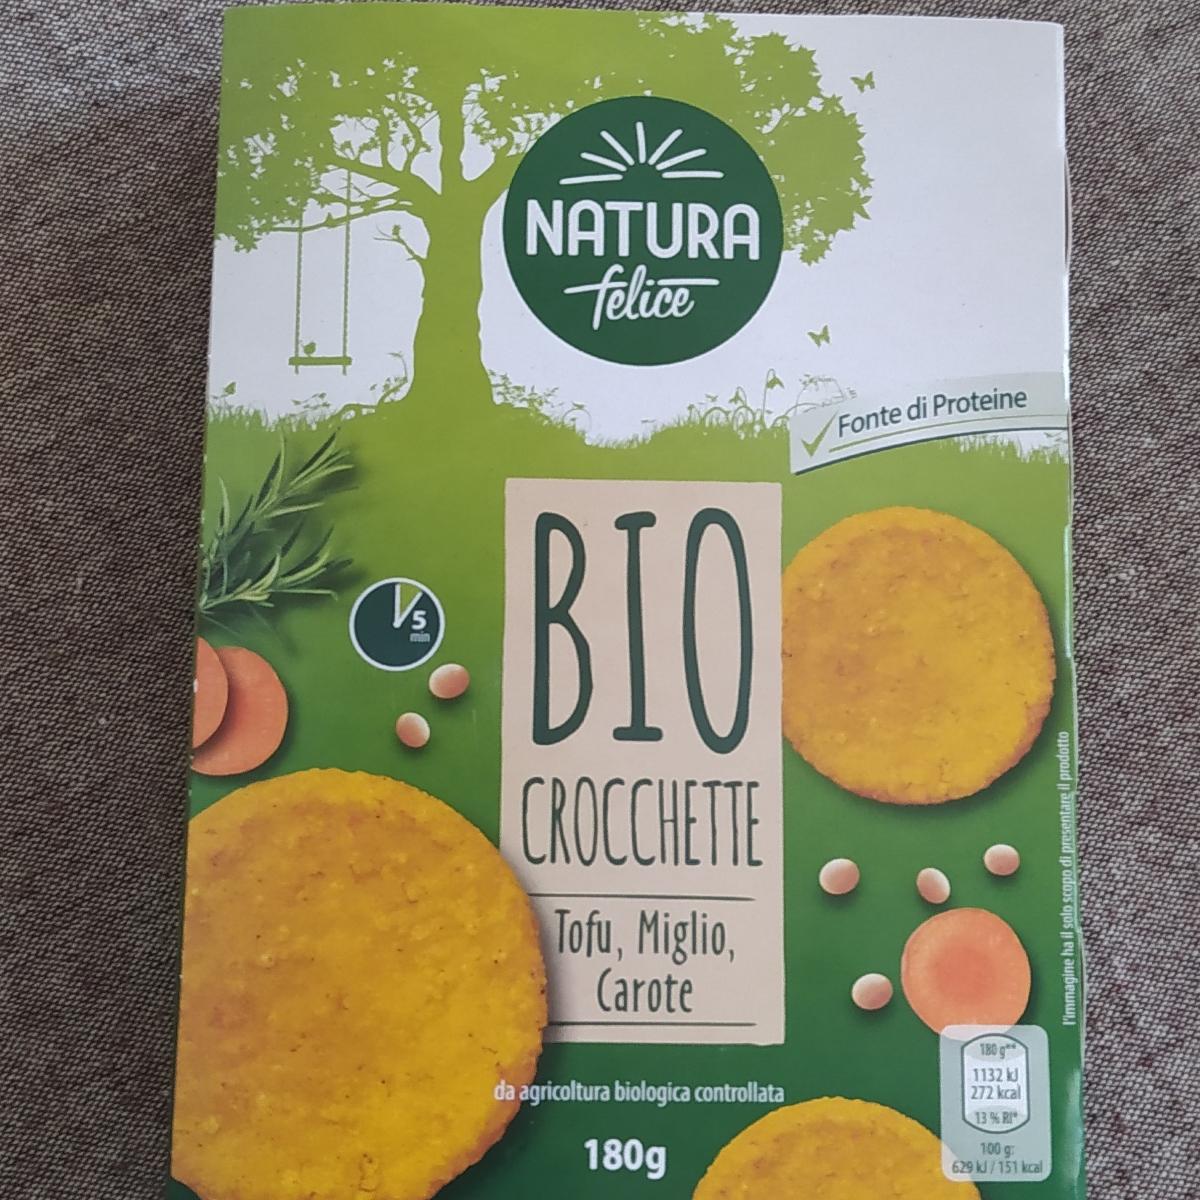 NATURA
felice
Fonte di Proteine
5
min
BIO
CROCCHETTE
Tofu, Miglio,
Carote
da agricoltura biologica controllata
180g
180 g**
1132 kJ
272 kcal
13 % RI*
100 g:
629 kJ / 151 kcal
l'immagine ha il solo scopo di presentare il prodotto